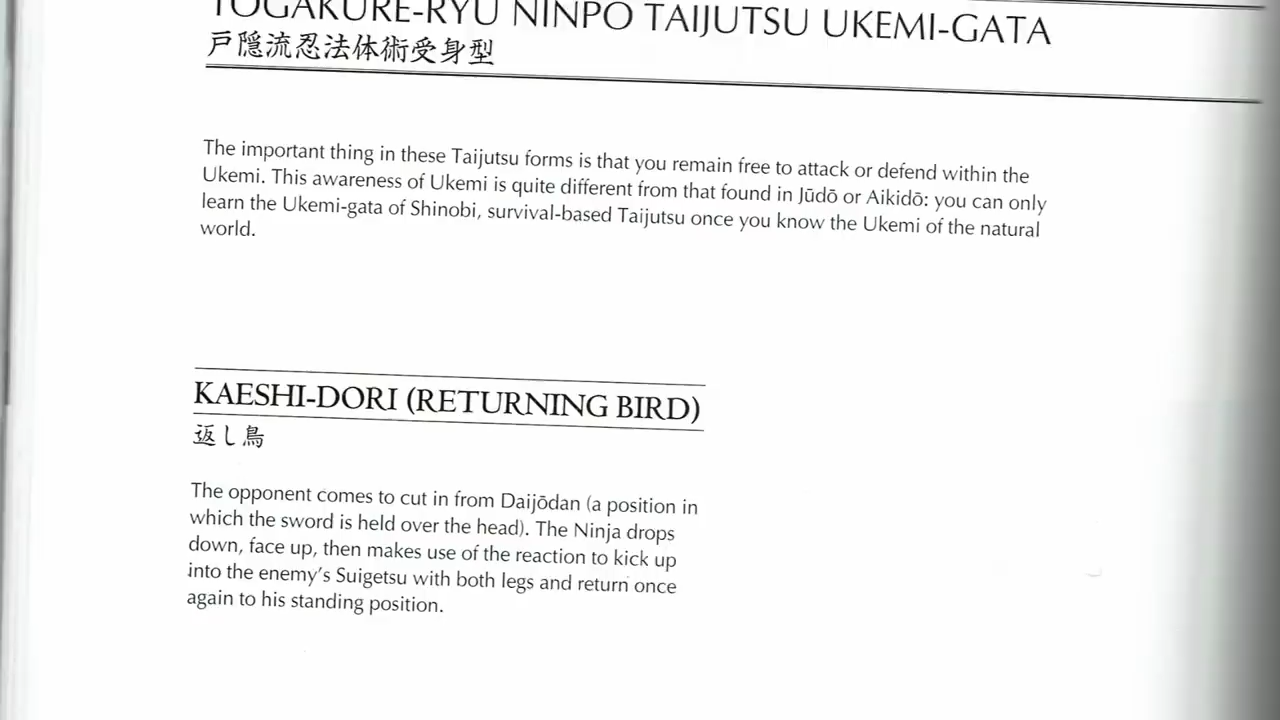 TOGAKURE-RYU NINPO TAIJUTSU UKEMI-GATA
戸隠流忍法体術受身型
The important thing in these Taijutsu forms is that you remain free to attack or defend within the
Ukemi. This awareness of Ukemi is quite different from that found in Jūdō or Aikidō: you can only
learn the Ukemi-gata of Shinobi, survival-based Taijutsu once you know the Ukemi of the natural
world.
KAESHI-DORI (RETURNING BIRD)
返し鳥
The opponent comes to cut in from Daijōdan (a position in
which the sword is held over the head). The Ninja drops
down, face up, then makes use of the reaction to kick up
into the enemy's Suigetsu with both legs and return once
again to his standing position.